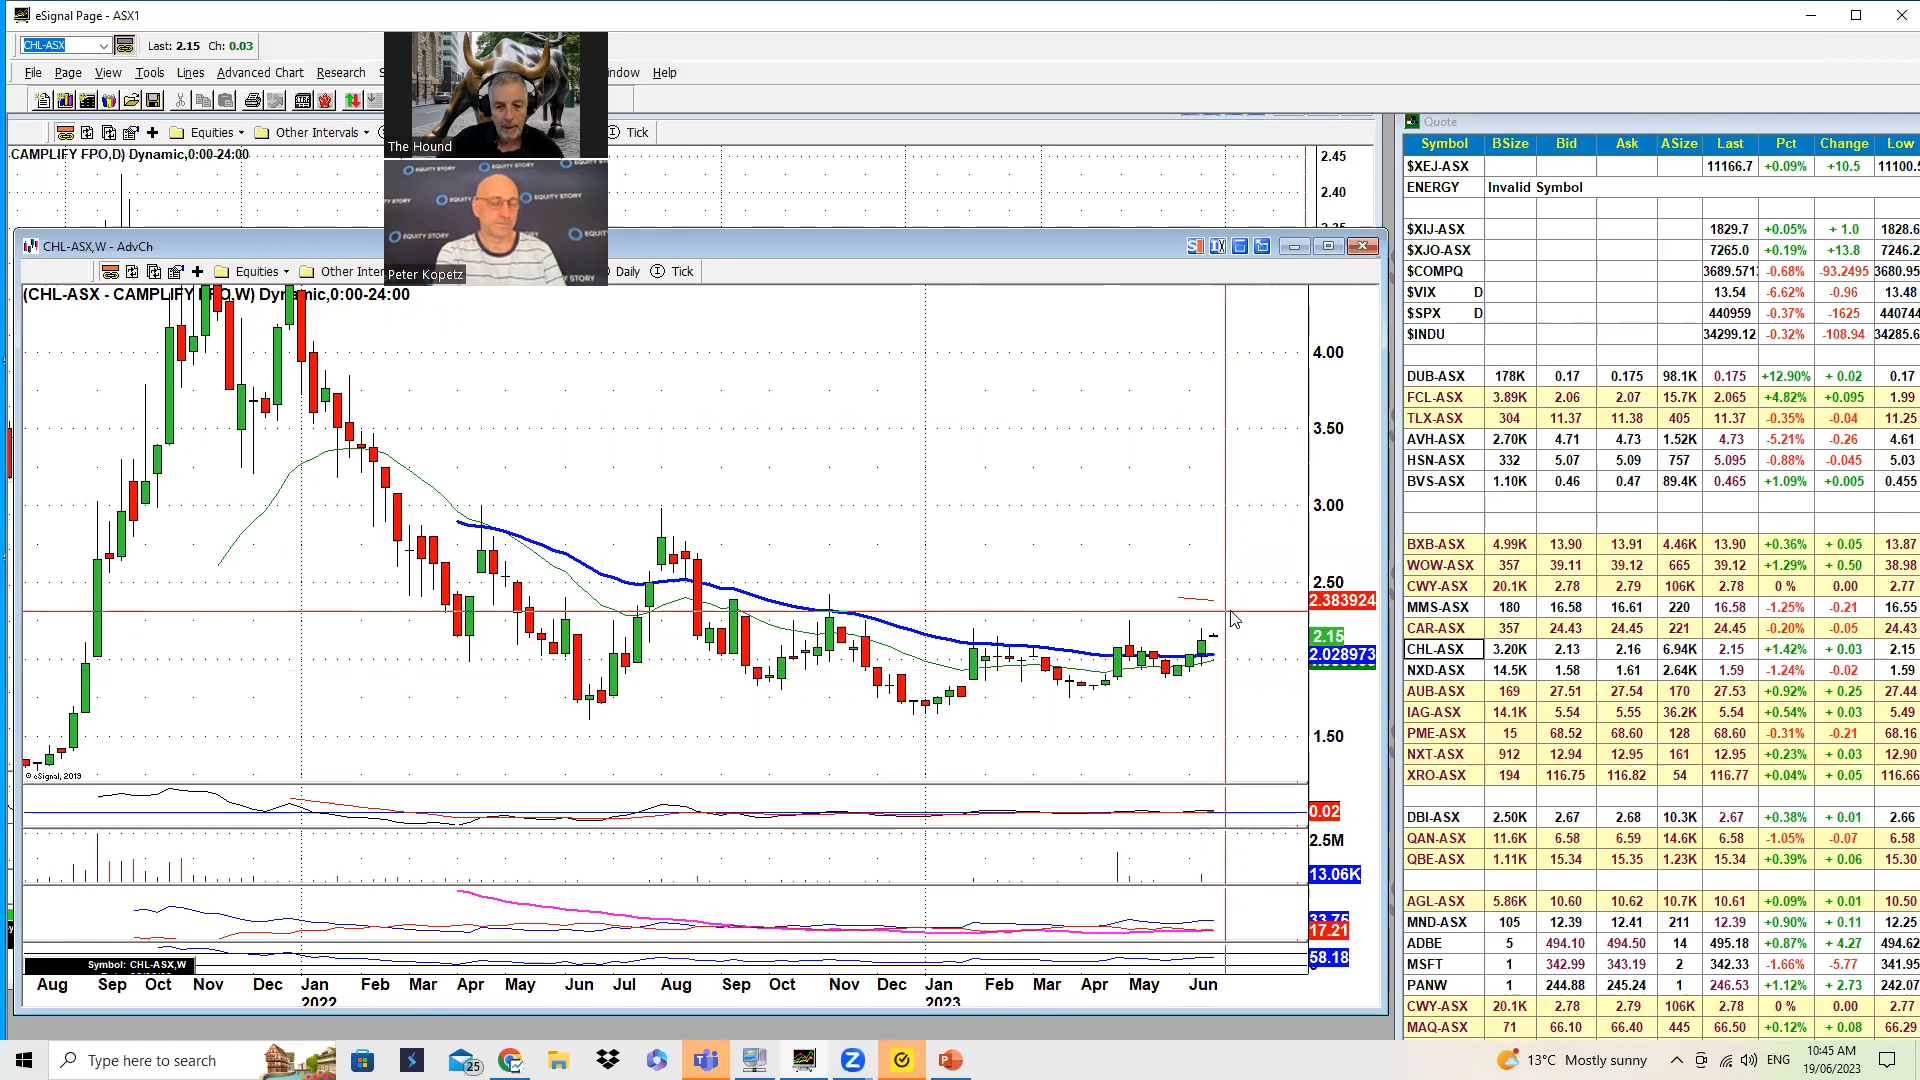 eSignal Page - ASX1
CHL-ASX Last: 2.15 Ch: 0.03
File Page View Tools Lines Advanced Chart Research Help
Equities Other Intervals Tick
CAMPLIFY FPO,D) Dynamic,0:00-24:00
2.45
2.40
The Hound
EQUITY STORY
Peter Kopetz
CHL-ASX,W - AdvCh
Equities Daily Tick
(CHL-ASX - CAMPLIFY FPO,W) Dynamic,0:00-24:00
4.00
3.50
3.00
2.50
2.383924
2.15
2.028973
1.50
© eSignal, 2019
0.02
2.5M
13.06K
33.75
17.21
58.18
Symbol: CHL-ASX,W
Aug Sep Oct Nov Dec Jan Feb Mar Apr May Jun Jul Aug Sep Oct Nov Dec Jan Feb Mar Apr May Jun
2022 2023
Quote
Symbol BSize Bid Ask ASize Last Pct Change Low
$XEJ-ASX 11166.7 +0.09% +10.5 11100.5
ENERGY Invalid Symbol
$XIJ-ASX 1829.7 +0.05% + 1.0 1828.6
$XJO-ASX 7265.0 +0.19% +13.8 7246.2
$COMPQ 3689.571 -0.68% -93.2495 3680.95
$VIX D 13.54 -6.62% -0.96 13.48
$SPX D 440959 -0.37% -1625 440744
$INDU 34299.12 -0.32% -108.94 34285.6
DUB-ASX 178K 0.17 0.175 98.1K 0.175 +12.90% + 0.02 0.17
FCL-ASX 3.89K 2.06 2.07 15.7K 2.065 +4.82% +0.095 1.99
TLX-ASX 304 11.37 11.38 405 11.37 -0.35% -0.04 11.25
AVH-ASX 2.70K 4.71 4.73 1.52K 4.73 -5.21% -0.26 4.61
HSN-ASX 332 5.07 5.09 757 5.095 -0.88% -0.045 5.03
BVS-ASX 1.10K 0.46 0.47 89.4K 0.465 +1.09% +0.005 0.455
BXB-ASX 4.99K 13.90 13.91 4.46K 13.90 +0.36% + 0.05 13.87
WOW-ASX 357 39.11 39.12 665 39.12 +1.29% + 0.50 38.98
CWY-ASX 20.1K 2.78 2.79 106K 2.78 0 % 0.00 2.77
MMS-ASX 180 16.58 16.61 220 16.58 -1.25% -0.21 16.55
CAR-ASX 357 24.43 24.45 221 24.45 -0.20% -0.05 24.43
CHL-ASX 3.20K 2.13 2.16 6.94K 2.15 +1.42% + 0.03 2.15
NXD-ASX 14.5K 1.58 1.61 2.64K 1.59 -1.24% -0.02 1.59
AUB-ASX 169 27.51 27.54 170 27.53 +0.92% + 0.25 27.44
IAG-ASX 14.1K 5.54 5.55 36.2K 5.54 +0.54% + 0.03 5.49
PME-ASX 15 68.52 68.60 128 68.60 -0.31% -0.21 68.16
NXT-ASX 912 12.94 12.95 161 12.95 +0.23% + 0.03 12.90
XRO-ASX 194 116.75 116.82 54 116.77 +0.04% + 0.05 116.66
DBI-ASX 2.50K 2.67 2.68 10.3K 2.67 +0.38% + 0.01 2.66
QAN-ASX 11.6K 6.58 6.59 14.6K 6.58 -1.05% -0.07 6.58
QBE-ASX 1.11K 15.34 15.35 1.23K 15.34 +0.39% + 0.06 15.30
AGL-ASX 5.86K 10.60 10.62 10.7K 10.61 +0.09% + 0.01 10.50
MND-ASX 105 12.39 12.41 211 12.39 +0.90% + 0.11 12.25
ADBE 5 494.10 494.50 14 495.18 +0.87% + 4.27 494.62
MSFT 1 342.99 343.19 2 342.33 -1.66% -5.77 341.95
PANW 1 244.88 245.24 1 246.53 +1.12% + 2.73 242.07
CWY-ASX 20.1K 2.78 2.79 106K 2.78 0 % 0.00 2.77
MAQ-ASX 71 66.10 66.40 445 66.50 +0.12% + 0.08 66.29
Type here to search 25 13°C Mostly sunny ENG 10:45 AM
19/06/2023